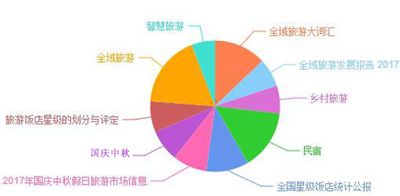 智慧旅游
全域旅游大词汇
全域旅游
全域旅游发展报告 2017
乡村旅游
旅游饭店星级的划分与评定
国庆中秋
民宿
2017年国庆中秋假日旅游市场信息
全国星级饭店统计公报